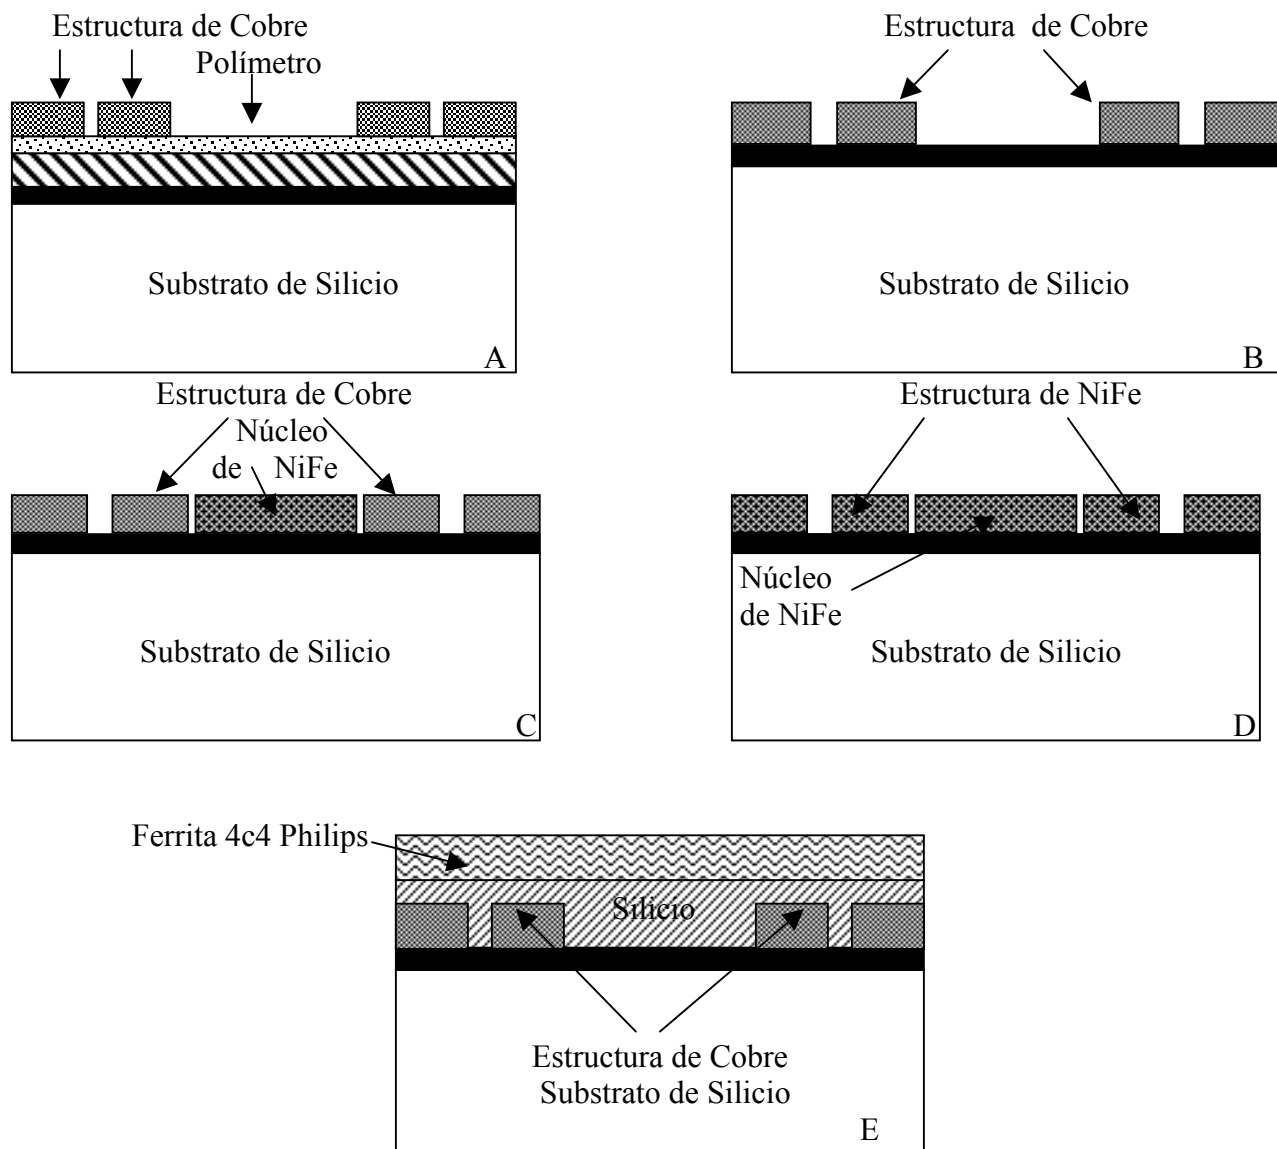 Estructura de Cobre
Polímetro
Substrato de Silicio
A
Estructura de Cobre
Substrato de Silicio
B
Estructura de Cobre
Núcleo
de NiFe
Substrato de Silicio
C
Estructura de NiFe
Núcleo
de NiFe
Substrato de Silicio
D
Ferrita 4c4 Philips
Silicio
Estructura de Cobre
Substrato de Silicio
E